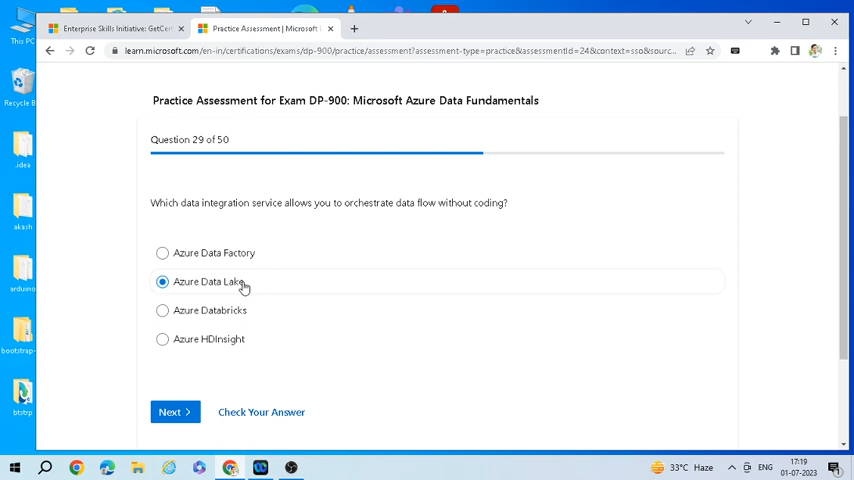 Enterprise Skills Initiative: GetCert
Practice Assessment | Microsoft
This PC
learn.microsoft.com/en-in/certifications/exams/dp-900/practice/assessment?assessment-type=practice&assessmentId=24&context=sso&sourc...
Recycle B
Practice Assessment for Exam DP-900: Microsoft Azure Data Fundamentals
Question 29 of 50
.idea
Which data integration service allows you to orchestrate data flow without coding?
akash
Azure Data Factory
Azure Data Lake
arduino
Azure Databricks
Azure HDInsight
bootstrap-
btstrp
Next
Check Your Answer
33°C Haze
ENG
17:19
01-07-2023
1